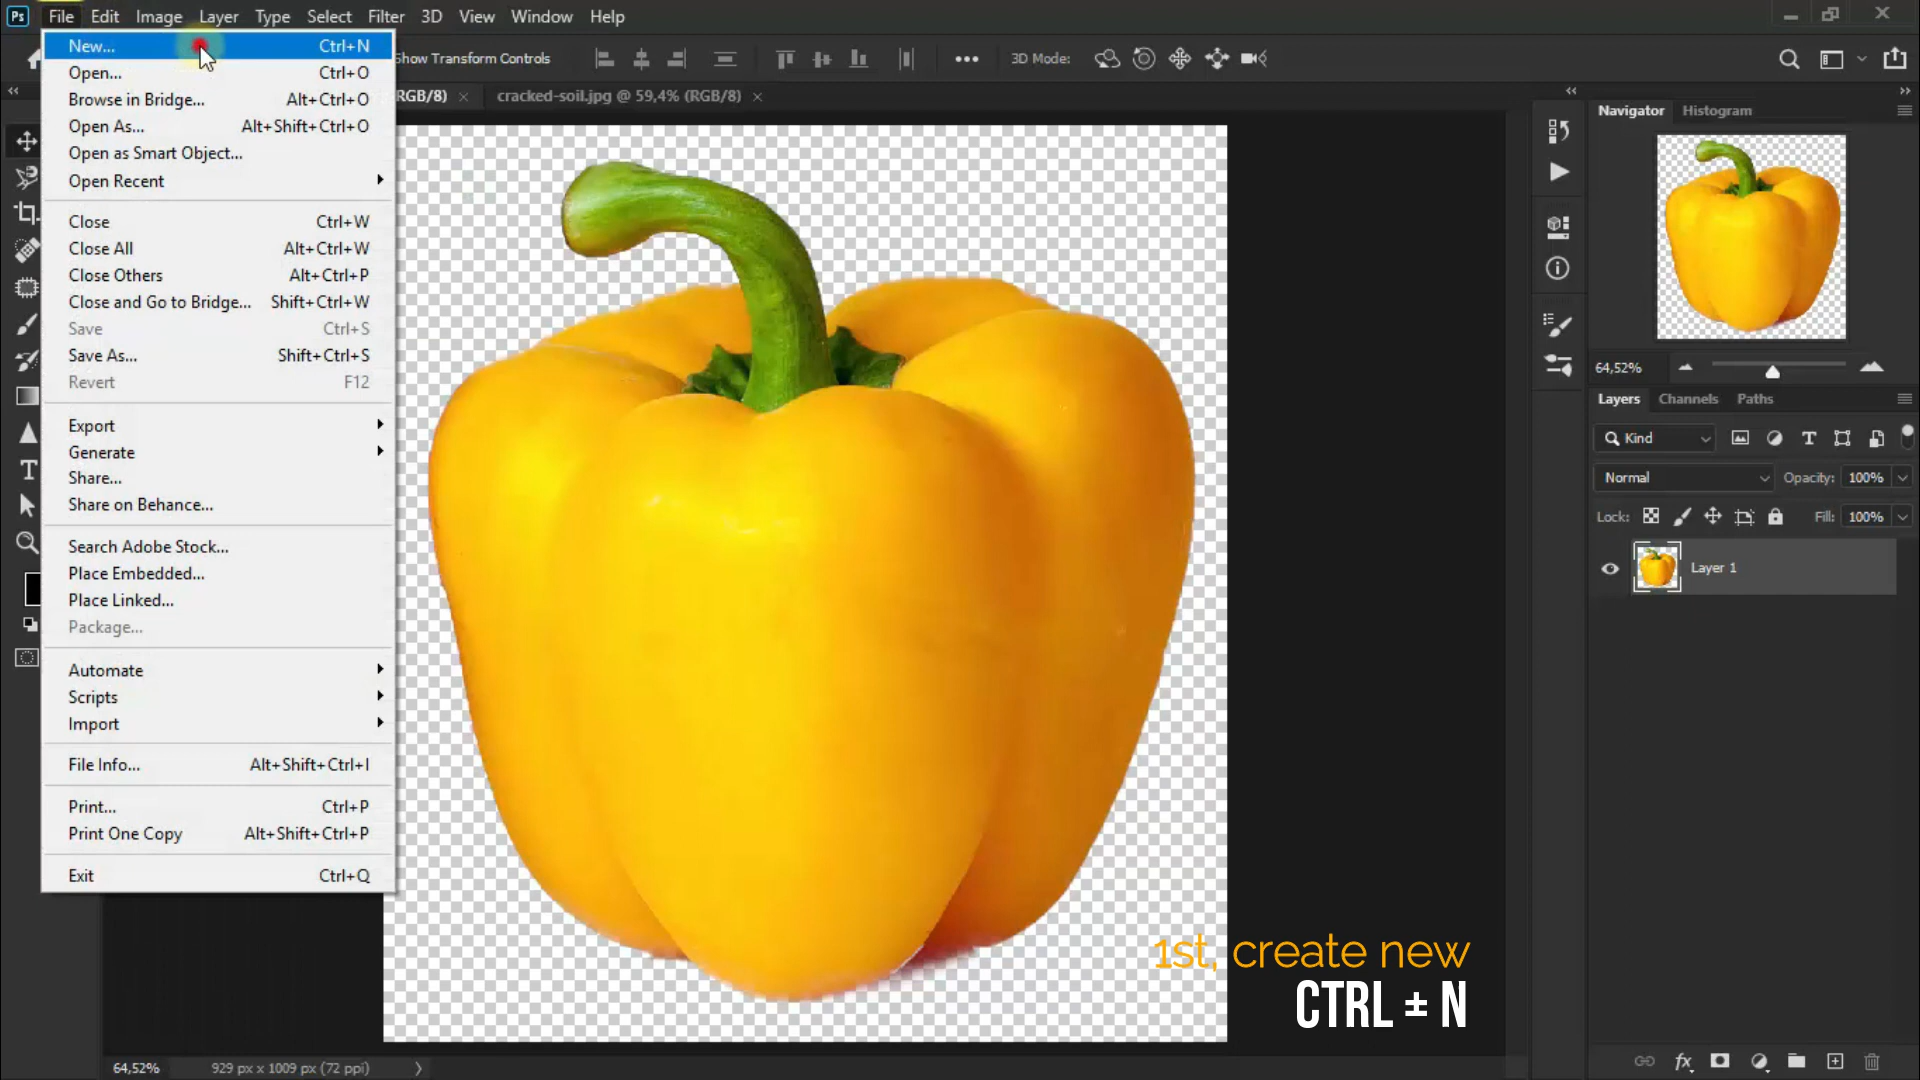 Ps File Edit Image Layer Type Select Filter 3D View Window Help
New... Ctrl+N
Show Transform Controls
3D Mode:
RGB/8) × cracked-soil.jpg @ 59,4% (RGB/8) ×
Open... Ctrl+O
Browse in Bridge... Alt+Ctrl+O
Open As... Alt+Shift+Ctrl+O
Open as Smart Object...
Open Recent
Close Ctrl+W
Close All Alt+Ctrl+W
Close Others Alt+Ctrl+P
Close and Go to Bridge... Shift+Ctrl+W
Save Ctrl+S
Save As... Shift+Ctrl+S
Revert F12
Export
Generate
Share...
Share on Behance...
Search Adobe Stock...
Place Embedded...
Place Linked...
Package...
Automate
Scripts
Import
File Info... Alt+Shift+Ctrl+I
Print... Ctrl+P
Print One Copy Alt+Shift+Ctrl+P
Exit Ctrl+Q
Navigator Histogram
64,52%
Layers Channels Paths
Kind
Normal Opacity: 100%
Lock: Fill: 100%
Layer 1
1st, create new
CTRL ± N
64,52% 929 px x 1009 px (72 ppi)